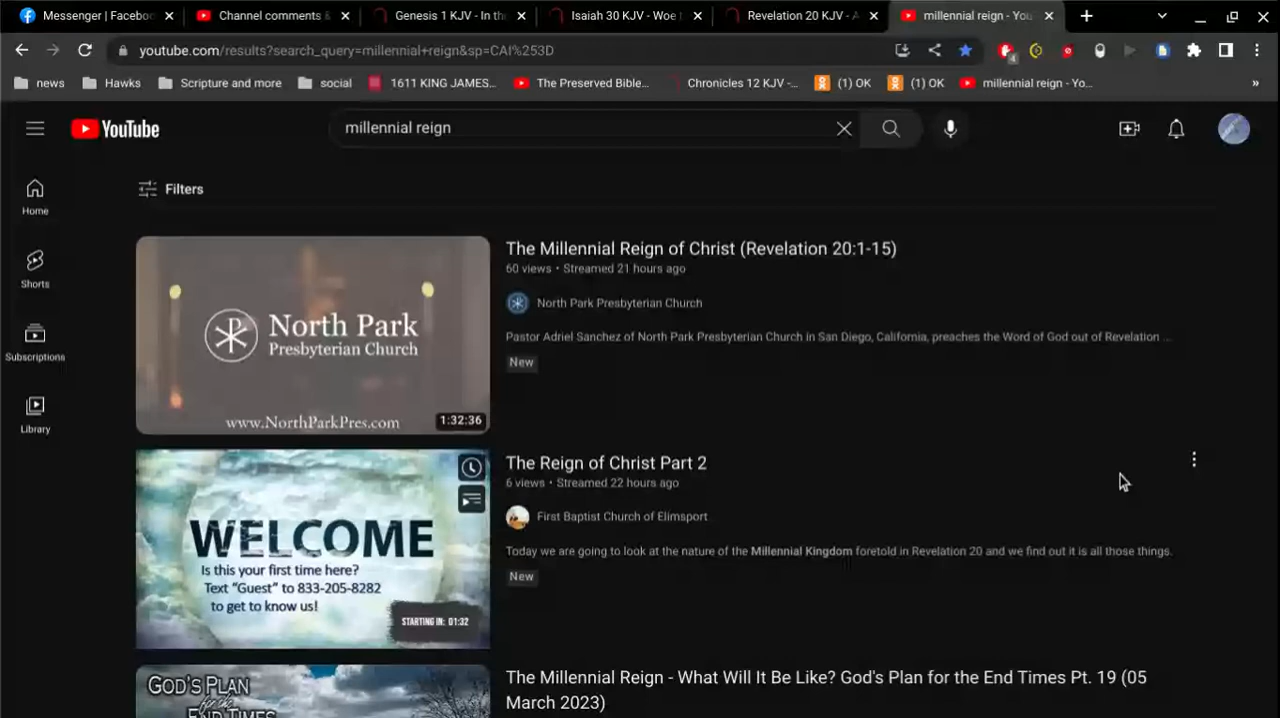 Messenger | Faceboo
Channel comments &
Genesis 1 KJV - In the
Isaiah 30 KJV - Woe t
Revelation 20 KJV - A
millennial reign - You
youtube.com/results?search_query=millennial+reign&sp=CAI%253D
4
news
Hawks
Scripture and more
social
1611 KING JAMES...
The Preserved Bible...
Chronicles 12 KJV -...
(1) OK
(1) OK
millennial reign - Yo...
»
YouTube
millennial reign
Home
Shorts
Subscriptions
Library
Filters
North Park
Presbyterian Church
www.NorthParkPres.com
1:32:36
The Millennial Reign of Christ (Revelation 20:1-15)
60 views • Streamed 21 hours ago
North Park Presbyterian Church
Pastor Adriel Sanchez of North Park Presbyterian Church in San Diego, California, preaches the Word of God out of Revelation ...
New
WELCOME
Is this your first time here?
Text "Guest" to 833-205-8282
to get to know us!
STARTING IN: 01:32
The Reign of Christ Part 2
6 views • Streamed 22 hours ago
First Baptist Church of Elimsport
Today we are going to look at the nature of the Millennial Kingdom foretold in Revelation 20 and we find out it is all those things.
New
GOD'S PLAN
for the
END TIMES
The Millennial Reign - What Will It Be Like? God's Plan for the End Times Pt. 19 (05
March 2023)